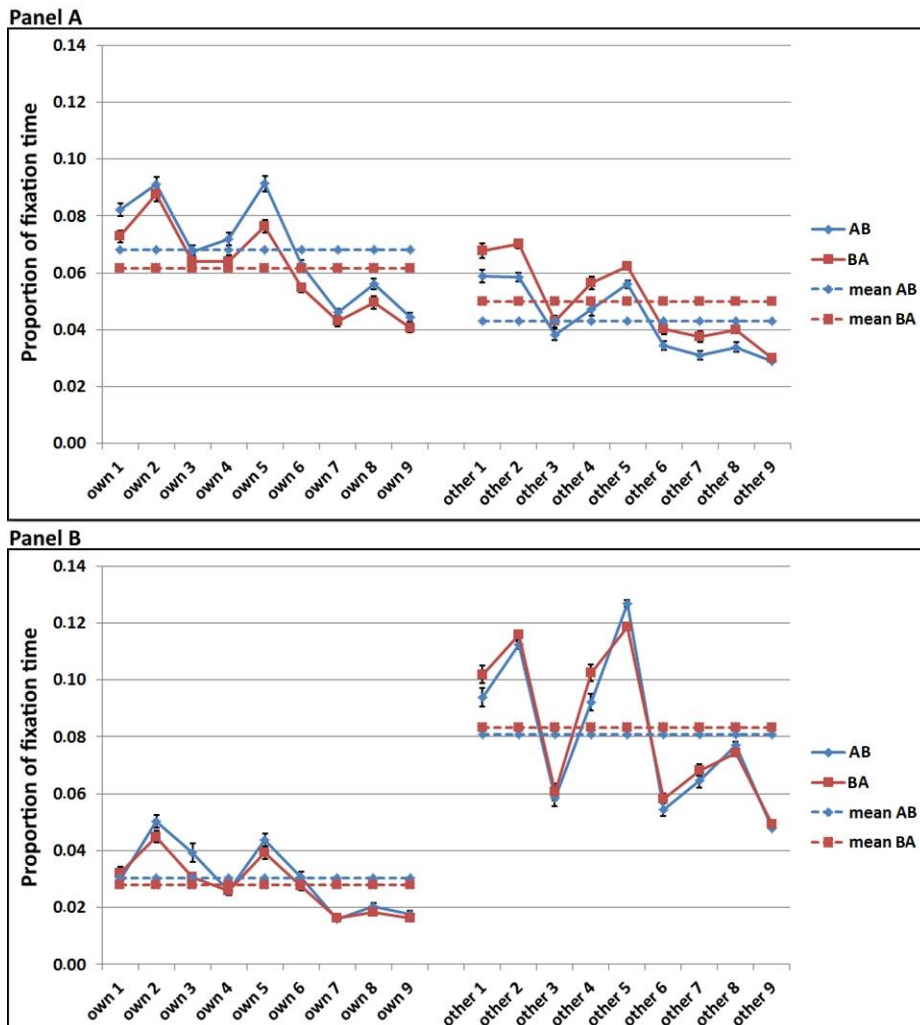 Panel A
Proportion of fixation time
0.14
0.12
0.10
0.08
0.06
0.04
0.02
0.00
own 1
own 2
own 3
own 4
own 5
own 6
own 7
own 8
own 9
other 1
other 2
other 3
other 4
other 5
other 6
other 7
other 8
other 9
AB
BA
mean AB
mean BA
Panel B
Proportion of fixation time
0.14
0.12
0.10
0.08
0.06
0.04
0.02
0.00
own 1
own 2
own 3
own 4
own 5
own 6
own 7
own 8
own 9
other 1
other 2
other 3
other 4
other 5
other 6
other 7
other 8
other 9
AB
BA
mean AB
mean BA